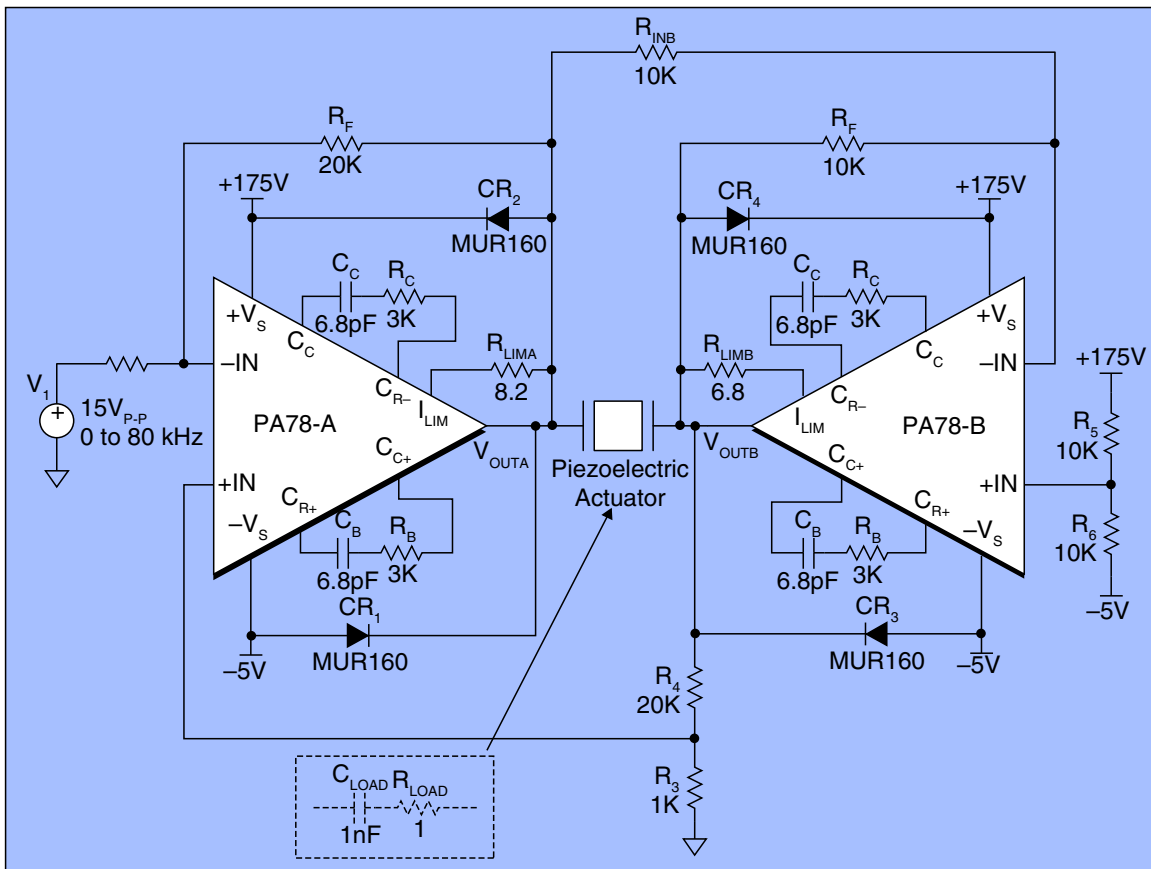 R_INB
10K
R_F
20K
R_F
10K
+175V
CR_2
MUR160
CR_4
MUR160
+175V
C_C
6.8pF
R_C
3K
C_C
6.8pF
R_C
3K
+V_S
C_C
C_R–
+V_S
C_C
C_R–
R_LIMA
8.2
R_LIMB
6.8
–IN
I_LIM
I_LIM
–IN
+175V
V_1
15V_P-P
0 to 80 kHz
PA78-A
V_OUTA
Piezoelectric
Actuator
V_OUTB
PA78-B
R_5
10K
+IN
C_C+
C_R+
–V_S
C_C+
C_R+
–V_S
+IN
R_6
10K
–5V
C_B
6.8pF
R_B
3K
C_B
6.8pF
R_B
3K
CR_1
MUR160
–5V
CR_3
MUR160
–5V
R_4
20K
R_3
1K
C_LOAD
1nF
R_LOAD
1